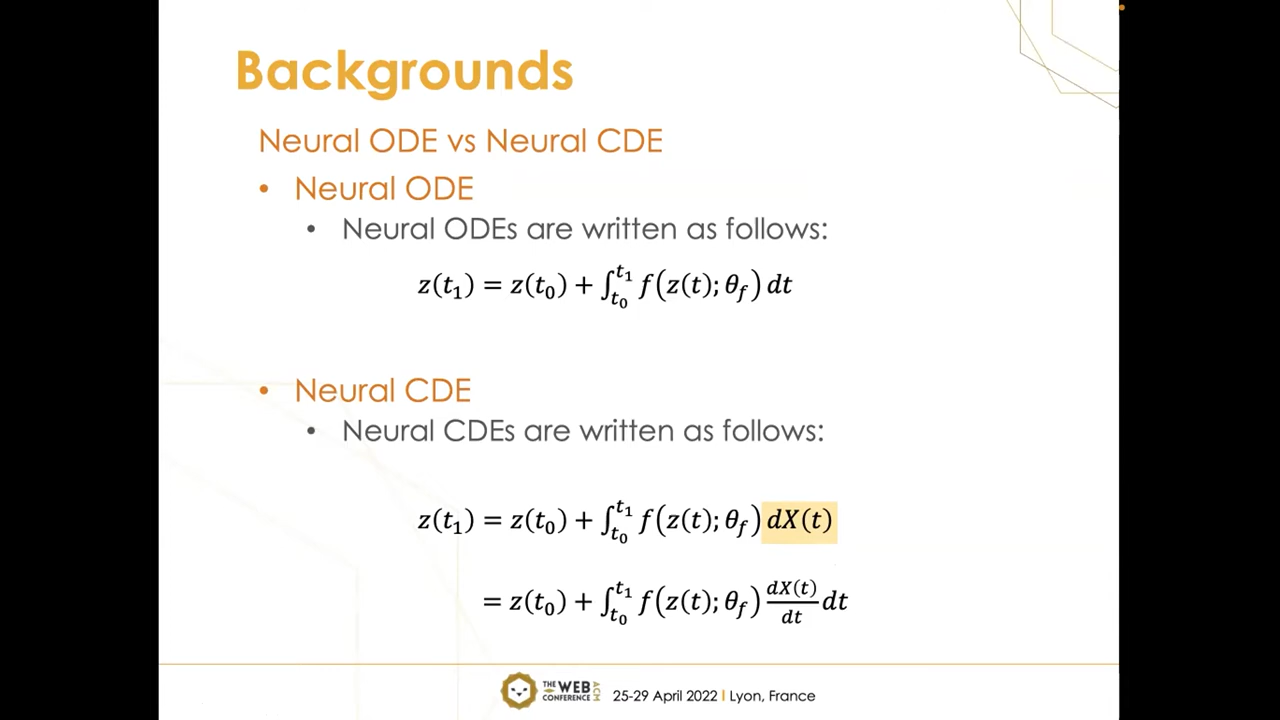 Backgrounds
Neural ODE vs Neural CDE
• Neural ODE
• Neural ODEs are written as follows:
z(t₁) = z(t₀) + ∫_{t₀}^{t₁} f(z(t); θ_f) dt
• Neural CDE
• Neural CDEs are written as follows:
z(t₁) = z(t₀) + ∫_{t₀}^{t₁} f(z(t); θ_f) dX(t)
= z(t₀) + ∫_{t₀}^{t₁} f(z(t); θ_f) \frac{dX(t)}{dt} dt
THE WEB CONFERENCE ACM 25-29 April 2022 | Lyon, France